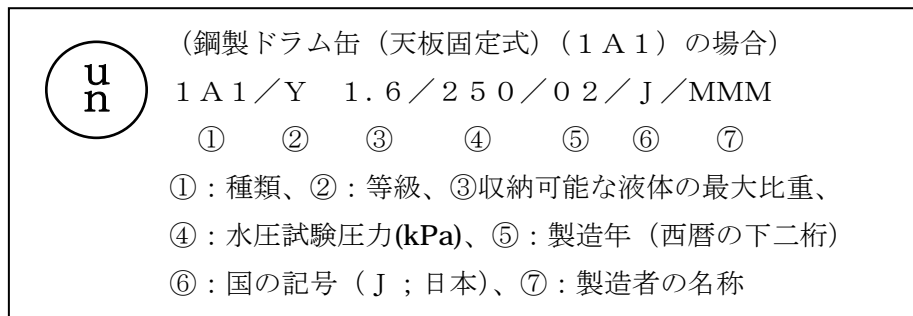 （鋼製ドラム缶（天板固定式）（１Ａ１）の場合）
u
n
１Ａ１／Ｙ　１.６／２５０／０２／Ｊ／MMM
①　②　③　④　⑤　⑥　⑦
①：種類、②：等級、③収納可能な液体の最大比重、
④：水圧試験圧力(kPa)、⑤：製造年（西暦の下二桁）
⑥：国の記号（Ｊ；日本）、⑦：製造者の名称